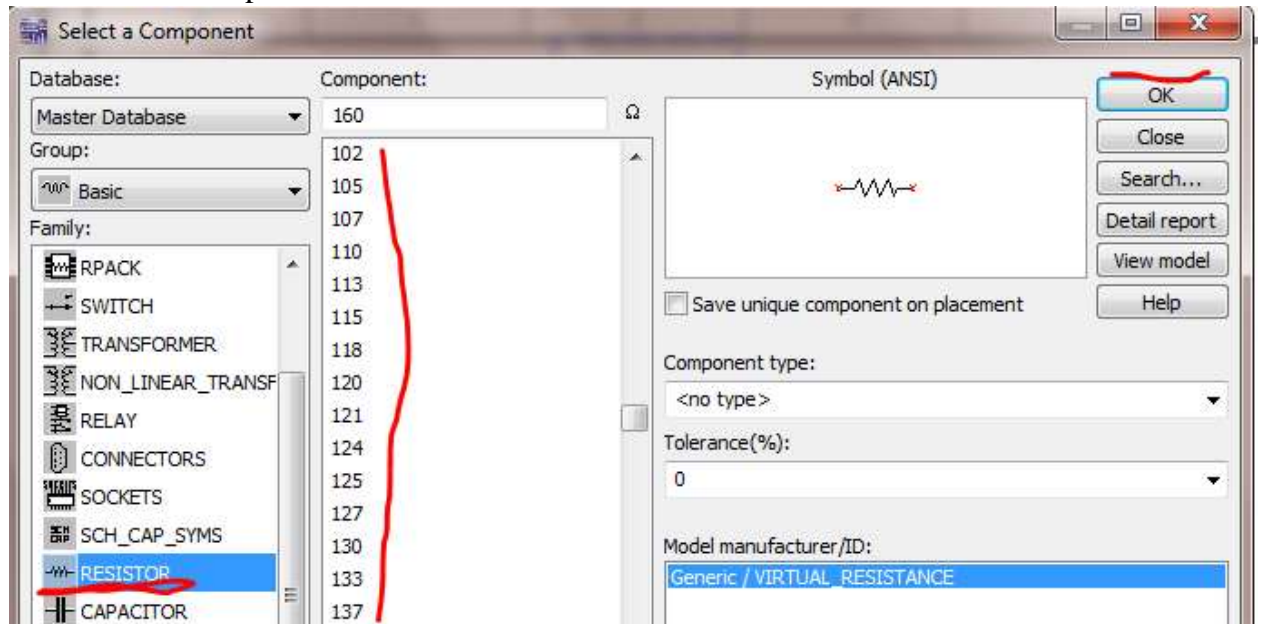 Select a Component
Database:
Master Database
Group:
Basic
Family:
RPACK
SWITCH
TRANSFORMER
NON_LINEAR_TRANSF
RELAY
CONNECTORS
SOCKETS
SCH_CAP_SYMS
RESISTOR
CAPACITOR
Component:
160 Ω
102
105
107
110
113
115
118
120
121
124
125
127
130
133
137
Symbol (ANSI)
Save unique component on placement
Component type:
<no type>
Tolerance(%):
0
Model manufacturer/ID:
Generic / VIRTUAL_RESISTANCE
OK
Close
Search...
Detail report
View model
Help